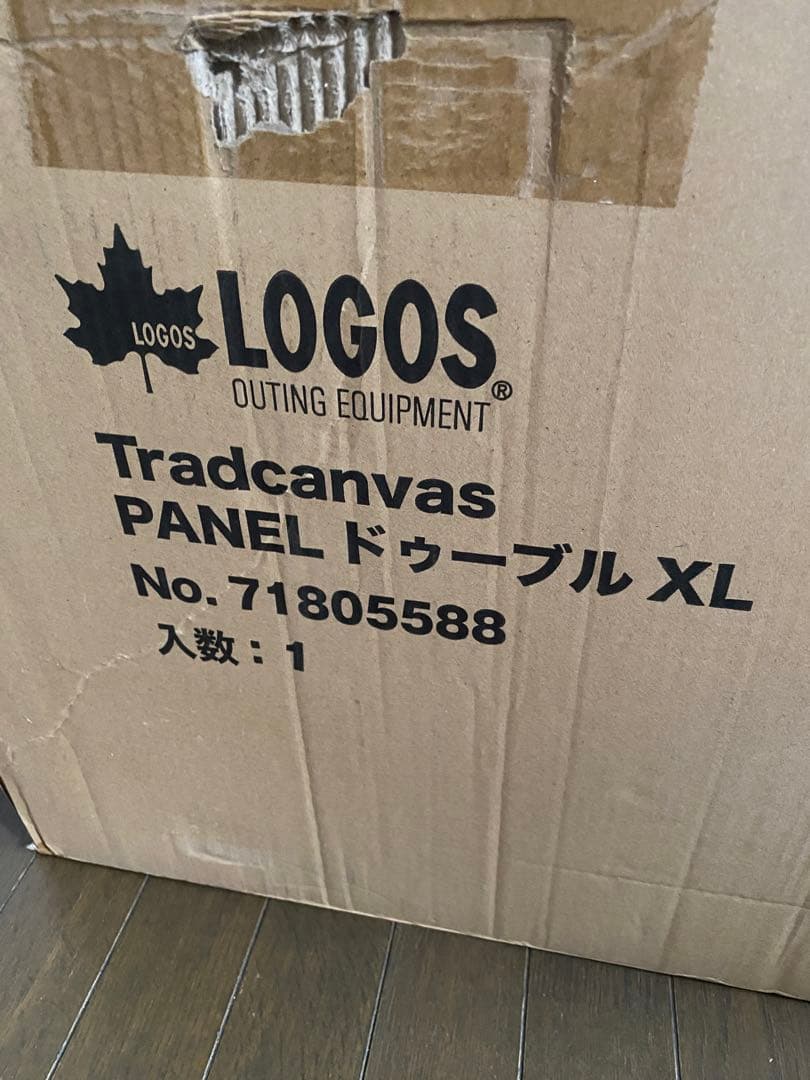 LOGOS
LOGOS®
OUTING EQUIPMENT
Tradcanvas
PANEL ドゥーブル XL
No. 71805588
入数：1